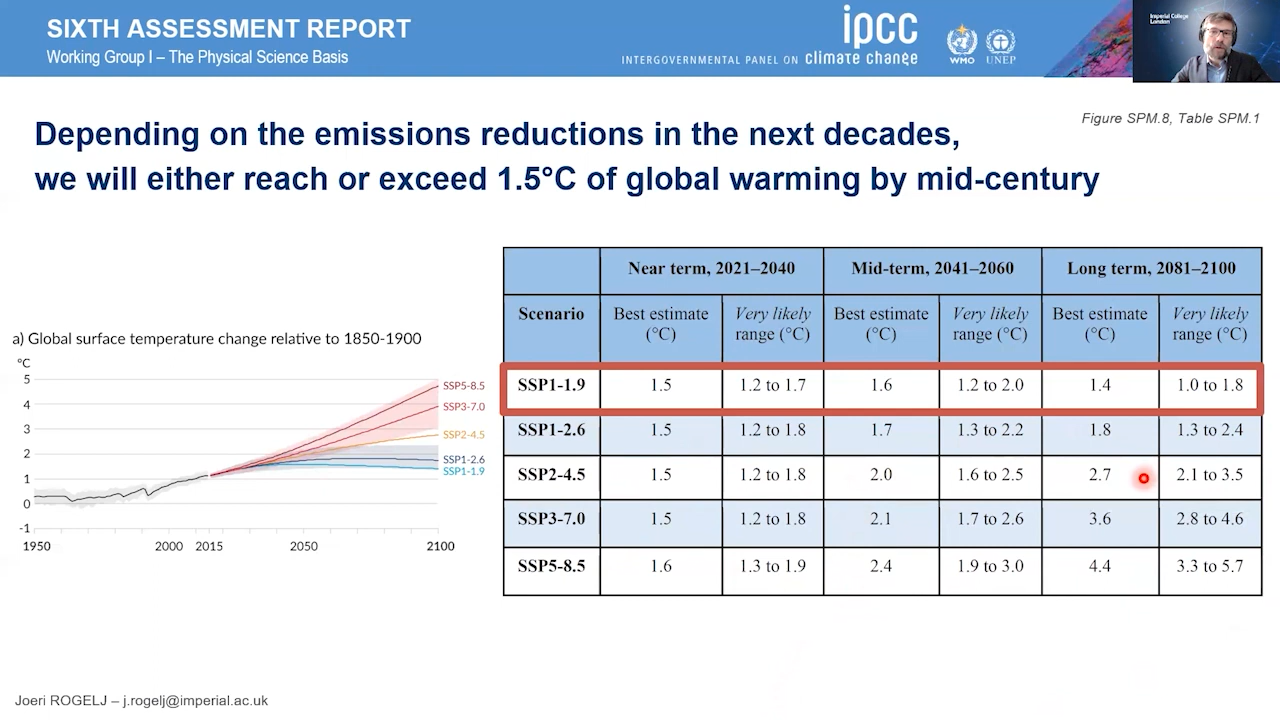 SIXTH ASSESSMENT REPORT
Working Group I – The Physical Science Basis
ipcc
INTERGOVERNMENTAL PANEL ON climate change
WMO
UNEP
Imperial College
London
Figure SPM.8, Table SPM.1
Depending on the emissions reductions in the next decades,
we will either reach or exceed 1.5°C of global warming by mid-century
a) Global surface temperature change relative to 1850-1900
°C
5
4
3
2
1
0
-1
1950
2000
2015
2050
2100
SSP5-8.5
SSP3-7.0
SSP2-4.5
SSP1-2.6
SSP1-1.9
Near term, 2021–2040 Mid-term, 2041–2060 Long term, 2081–2100
Scenario Best estimate (°C) Very likely range (°C) Best estimate (°C) Very likely range (°C) Best estimate (°C) Very likely range (°C)
SSP1-1.9 1.5 1.2 to 1.7 1.6 1.2 to 2.0 1.4 1.0 to 1.8
SSP1-2.6 1.5 1.2 to 1.8 1.7 1.3 to 2.2 1.8 1.3 to 2.4
SSP2-4.5 1.5 1.2 to 1.8 2.0 1.6 to 2.5 2.7 2.1 to 3.5
SSP3-7.0 1.5 1.2 to 1.8 2.1 1.7 to 2.6 3.6 2.8 to 4.6
SSP5-8.5 1.6 1.3 to 1.9 2.4 1.9 to 3.0 4.4 3.3 to 5.7
Joeri ROGELJ – j.rogelj@imperial.ac.uk